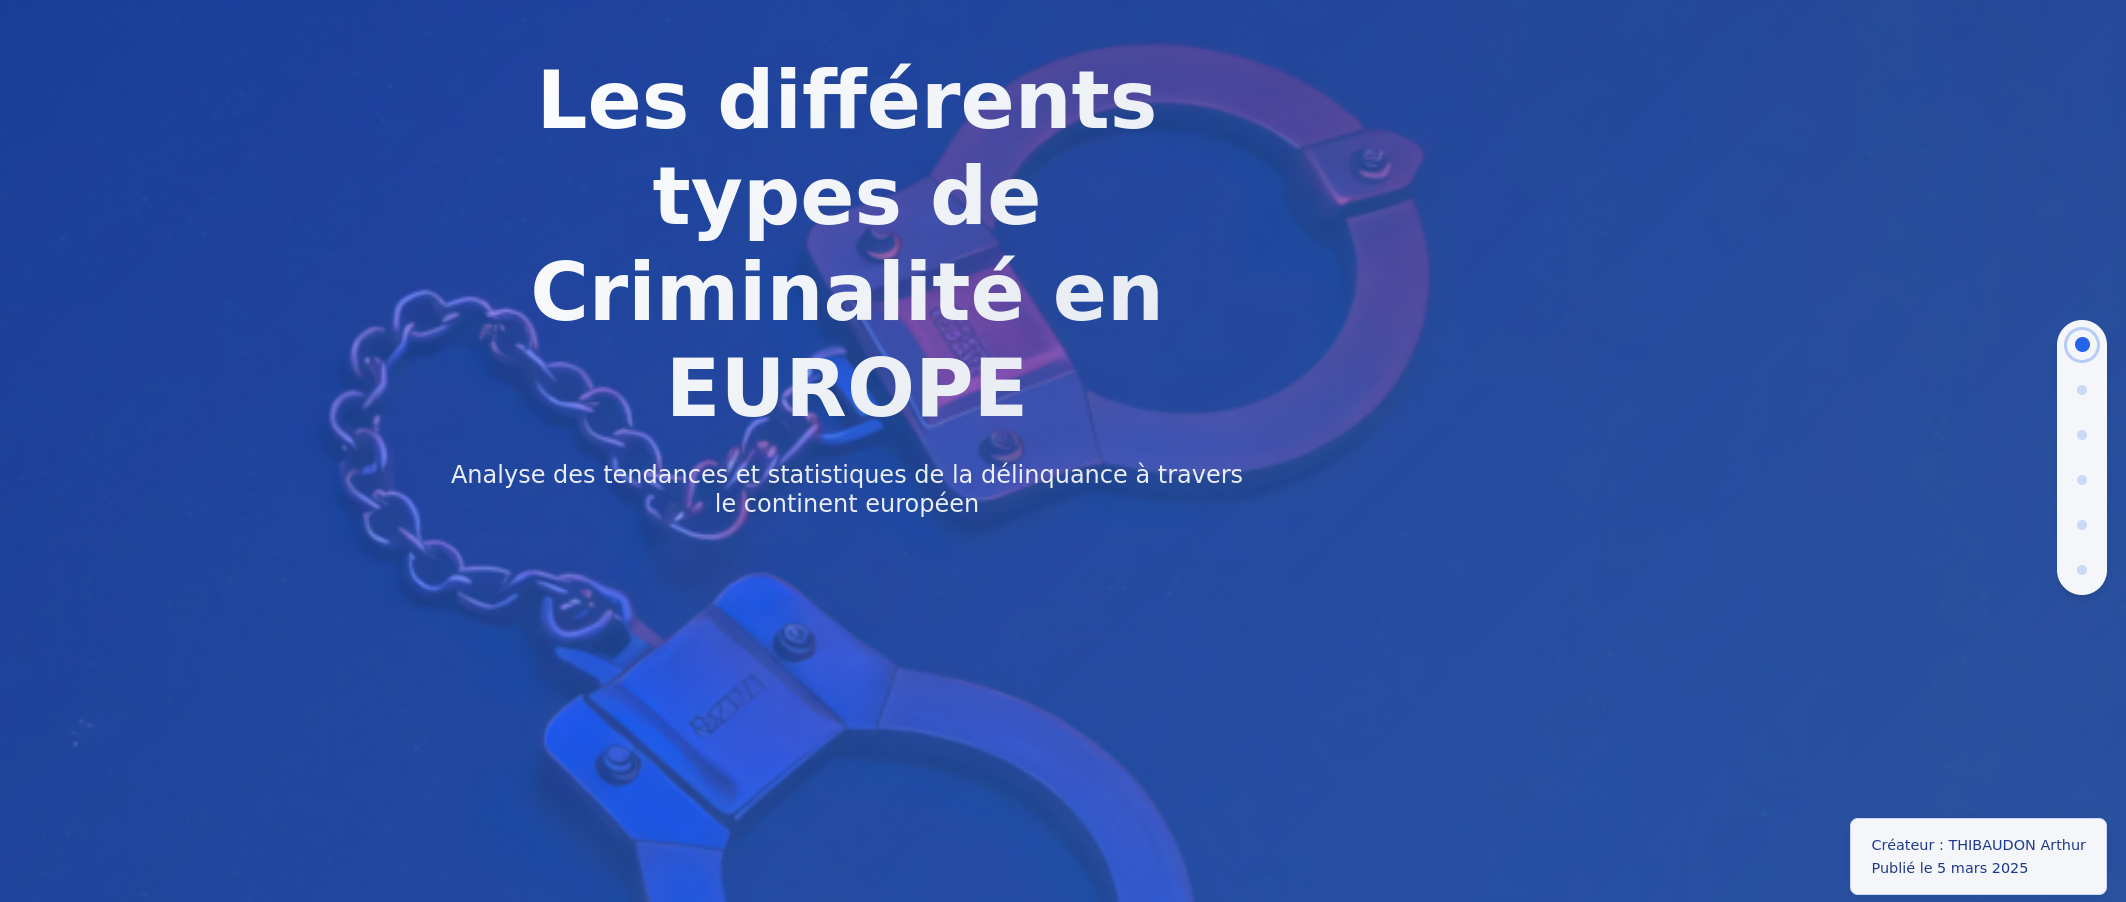 Les différents
types de
Criminalité en
EUROPE
Analyse des tendances et statistiques de la délinquance à travers
le continent européen
Créateur : THIBAUDON Arthur
Publié le 5 mars 2025